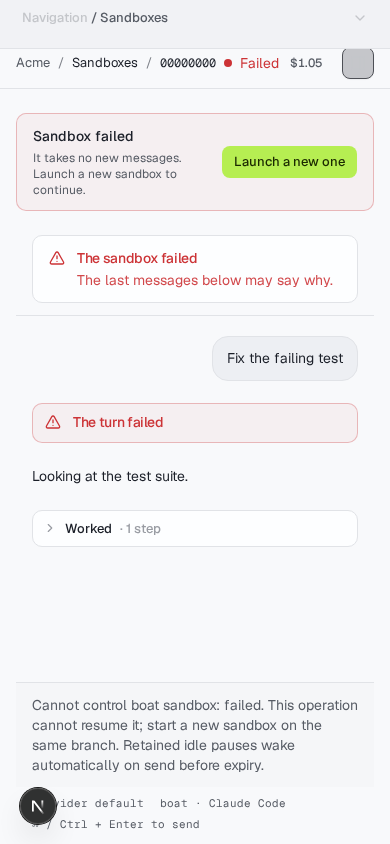 Navigation / Sandboxes
Acme / Sandboxes / 00000000 Failed $1.05
Sandbox failed
It takes no new messages.
Launch a new sandbox to
continue.
Launch a new one
The sandbox failed
The last messages below may say why.
Fix the failing test
The turn failed
Looking at the test suite.
Worked · 1 step
Cannot control boat sandbox: failed. This operation
cannot resume it; start a new sandbox on the
same branch. Retained idle pauses wake
automatically on send before expiry.
N
default boat · Claude Code
/ Ctrl + Enter to send